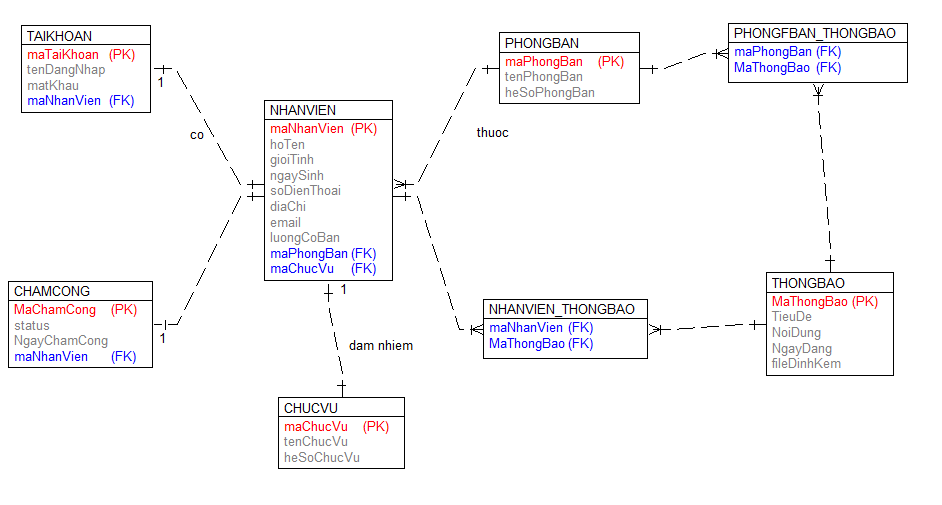 TAIKHOAN
maTaiKhoan (PK)
tenDangNhap
matKhau
maNhanVien (FK)
1
co
NHANVIEN
maNhanVien (PK)
hoTen
gioiTinh
ngaySinh
soDienThoai
diaChi
email
luongCoBan
maPhongBan (FK)
maChucVu (FK)
1
PHONGBAN
maPhongBan (PK)
tenPhongBan
heSoPhongBan
thuoc
PHONGFBAN_THONGBAO
maPhongBan (FK)
MaThongBao (FK)
CHAMCONG
MaChamCong (PK)
status
NgayChamCong
maNhanVien (FK)
1
dam nhiem
CHUCVU
maChucVu (PK)
tenChucVu
heSoChucVu
NHANVIEN_THONGBAO
maNhanVien (FK)
MaThongBao (FK)
THONGBAO
MaThongBao (PK)
TieuDe
NoiDung
NgayDang
fileDinhKem